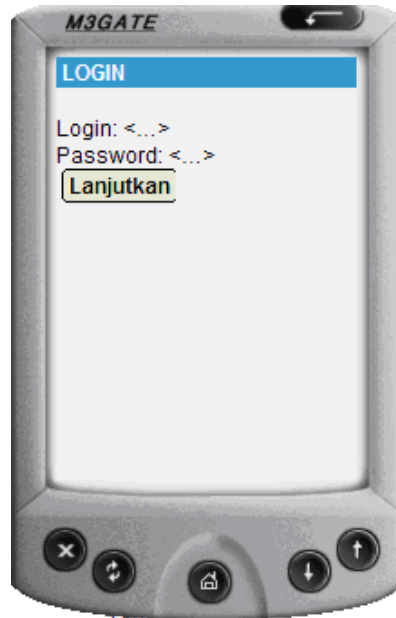 M3GATE
LOGIN
Login: <...>
Password: <...>
Lanjutkan